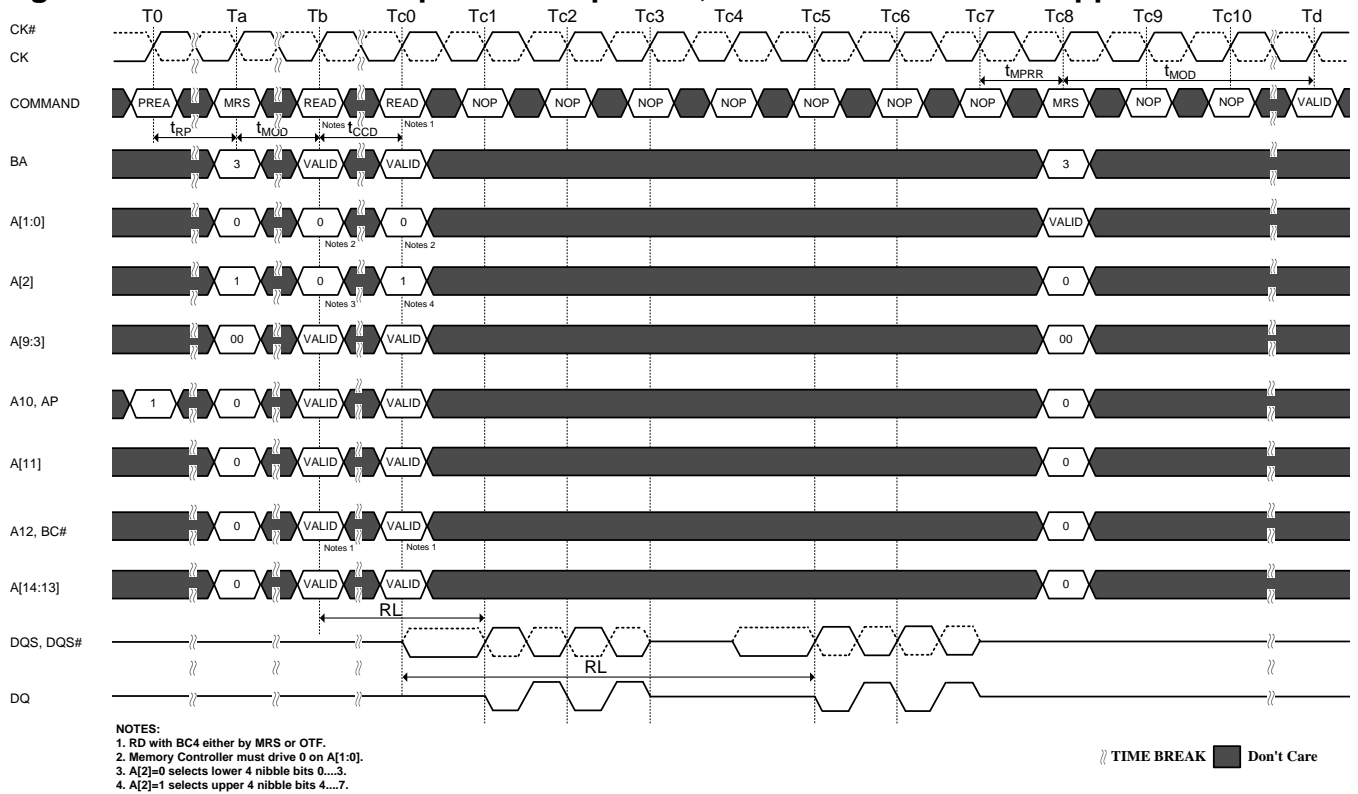 T0 Ta Tb Tc0 Tc1 Tc2 Tc3 Tc4 Tc5 Tc6 Tc7 Tc8 Tc9 Tc10 Td
CK#
CK
tMPRR tMOD
COMMAND PREA MRS READ READ NOP NOP NOP NOP NOP NOP NOP MRS NOP NOP VALID
Notes 1 Notes 1
tRP tMOD tCCD
BA 3 VALID VALID 3
A[1:0] 0 0 0 VALID
Notes 2 Notes 2
A[2] 1 0 1 0
Notes 3 Notes 4
A[9:3] 00 VALID VALID 00
A10, AP 1 0 VALID VALID 0
A[11] 0 VALID VALID 0
A12, BC# 0 VALID VALID 0
Notes 1 Notes 1
A[14:13] 0 VALID VALID 0
RL
DQS, DQS#
RL
DQ
NOTES:
1. RD with BC4 either by MRS or OTF.
2. Memory Controller must drive 0 on A[1:0].
3. A[2]=0 selects lower 4 nibble bits 0....3.
4. A[2]=1 selects upper 4 nibble bits 4....7.
TIME BREAK Don't Care